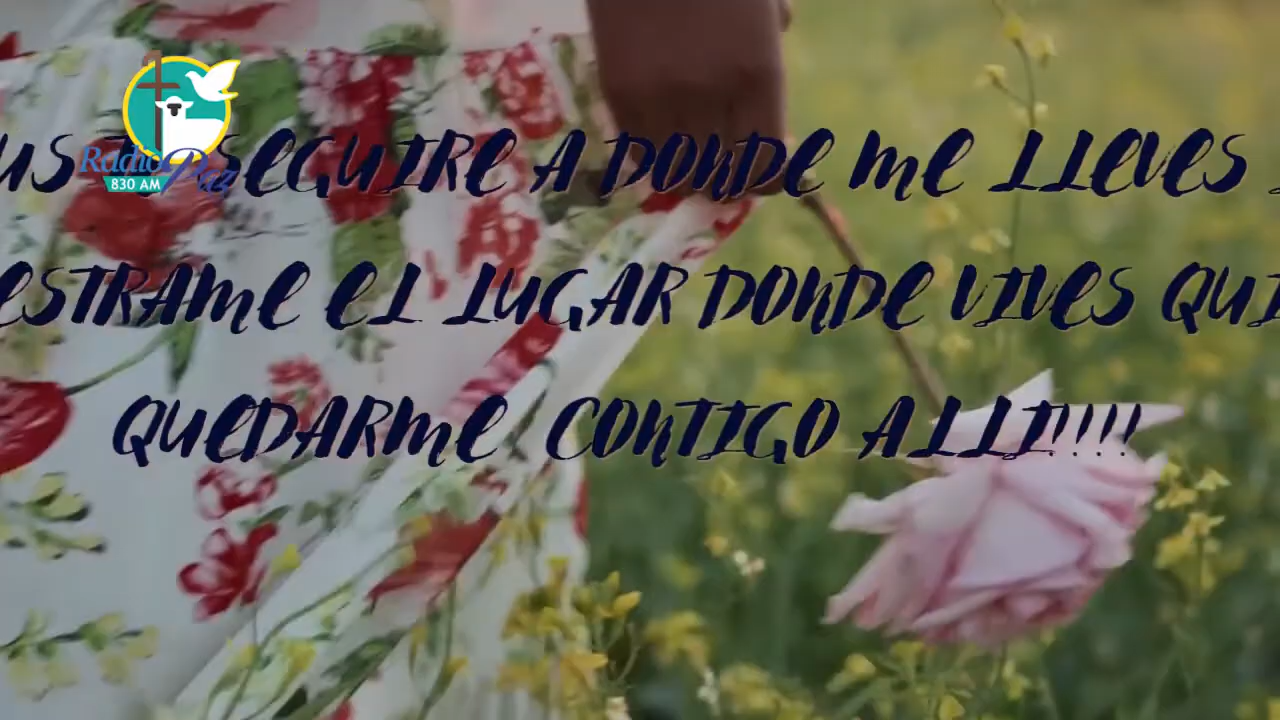 Radio Paz
830 AM
SEGUIRE A DONDE ME LLEVES
EL LUGAR DONDE VIVES
QUEDARME CONTIGO ALLI!!!!